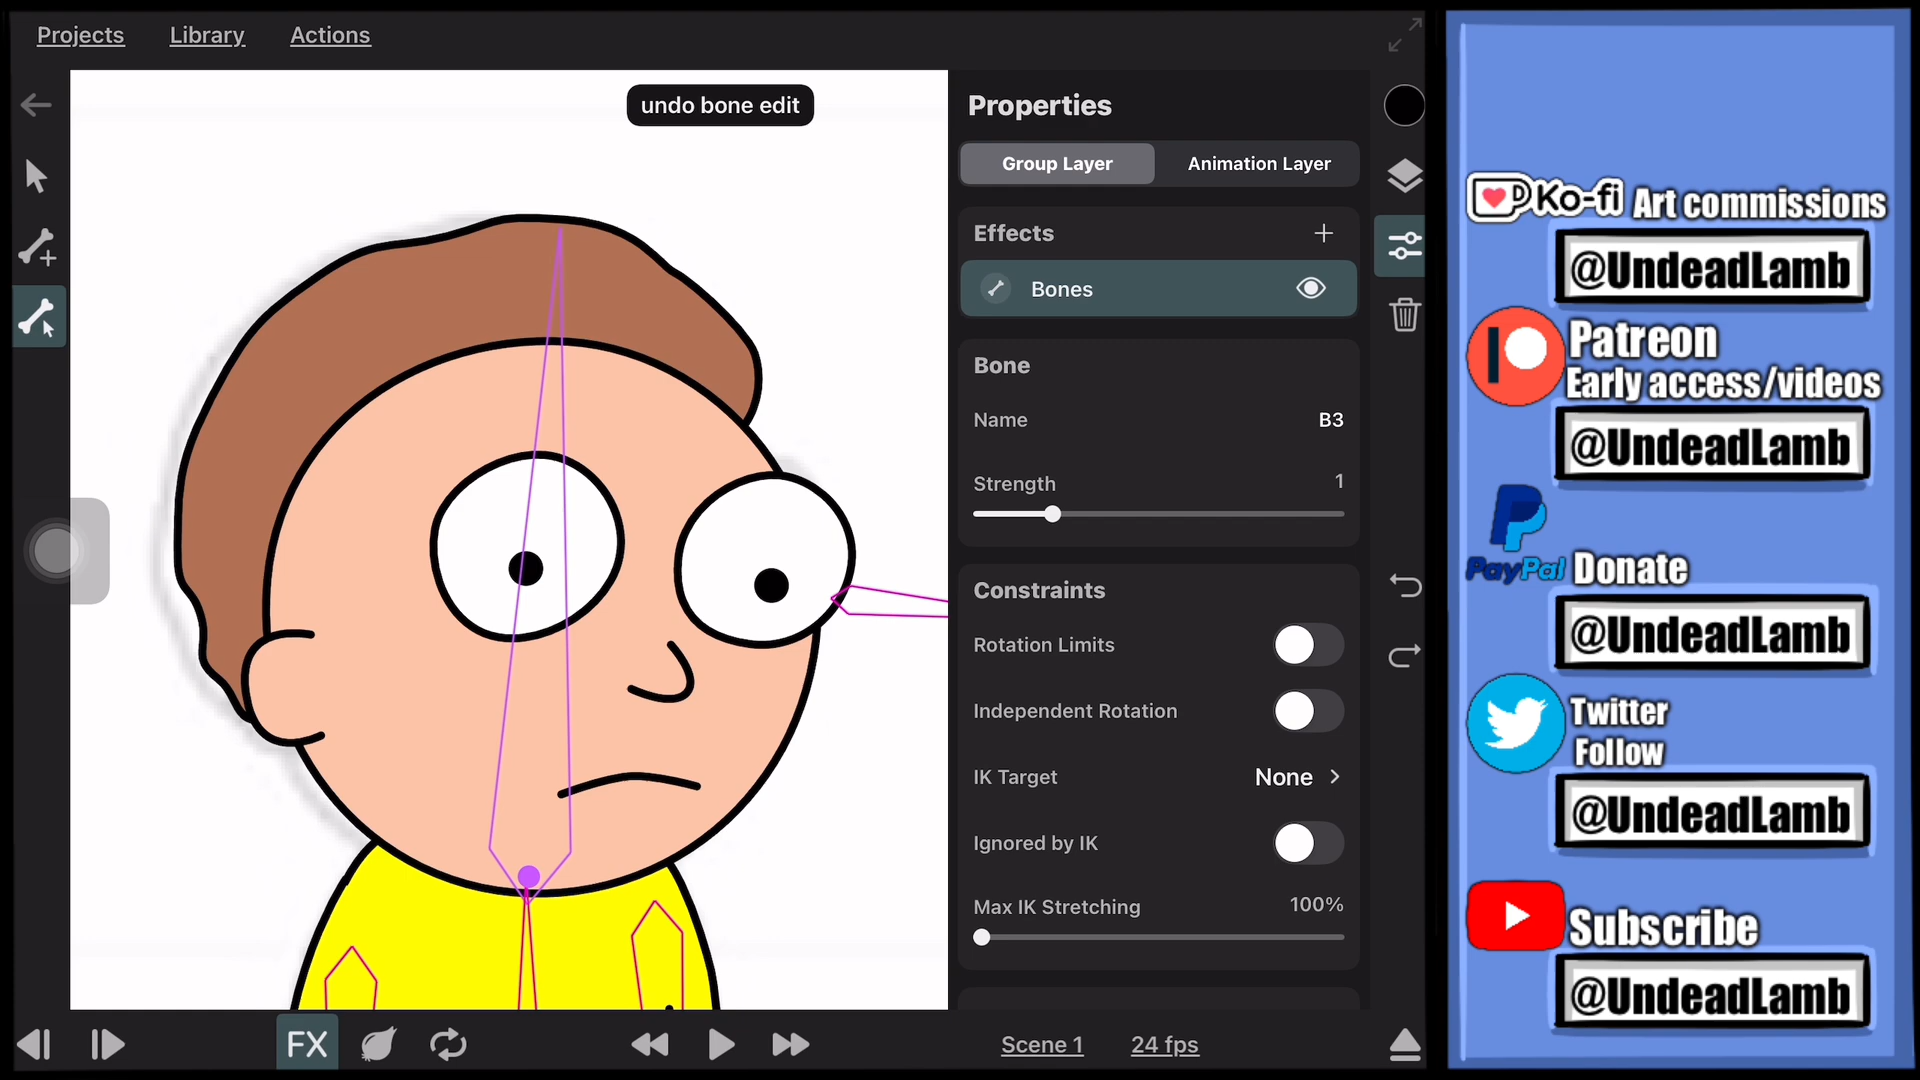 Projects Library Actions
undo bone edit
Properties
Group Layer Animation Layer
Effects
Bones
Bone
Name B3
Strength 1
Constraints
Rotation Limits
Independent Rotation
IK Target None
Ignored by IK
Max IK Stretching 100%
FX
Scene 1 24 fps
Ko-fi Art commissions
@UndeadLamb
Patreon
Early access/videos
@UndeadLamb
PayPal Donate
@UndeadLamb
Twitter
Follow
@UndeadLamb
Subscribe
@UndeadLamb